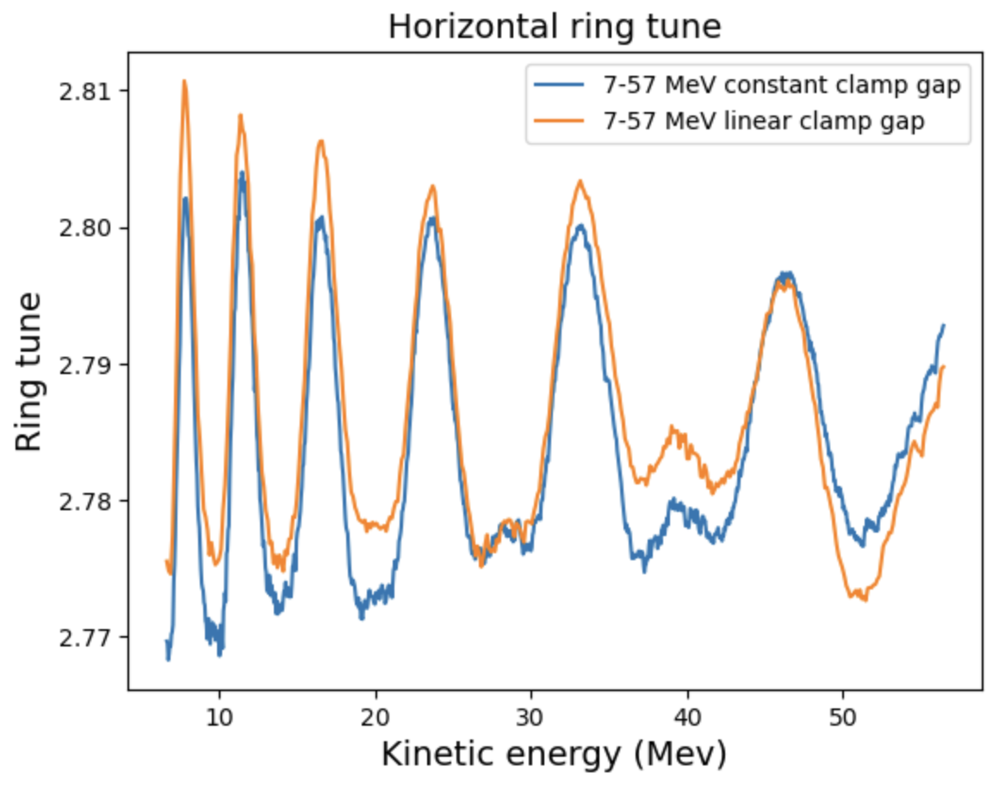 Horizontal ring tune
7-57 MeV constant clamp gap
7-57 MeV linear clamp gap
Ring tune
2.81
2.80
2.79
2.78
2.77
10 20 30 40 50
Kinetic energy (Mev)